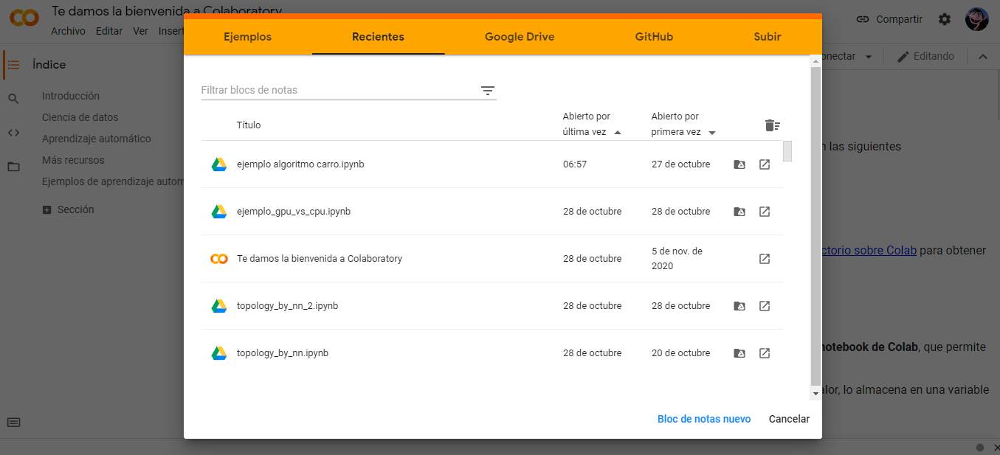 Te damos la bienvenida a Colaboratory
Archivo Editar Ver Insert
Compartir
Ejemplos Recientes Google Drive GitHub Subir
onectar Editando
Índice
Introducción
Ciencia de datos
Aprendizaje automático
Más recursos
Ejemplos de aprendizaje autom
Sección
Filtrar blocs de notas
Título Abierto por última vez Abierto por primera vez
ejemplo algoritmo carro.ipynb 06:57 27 de octubre
ejemplo_gpu_vs_cpu.ipynb 28 de octubre 28 de octubre
Te damos la bienvenida a Colaboratory 28 de octubre 5 de nov. de 2020
topology_by_nn_2.ipynb 28 de octubre 28 de octubre
topology_by_nn.ipynb 28 de octubre 20 de octubre
Bloc de notas nuevo Cancelar
n las siguientes
ctorio sobre Colab para obtener
notebook de Colab, que permite
alor, lo almacena en una variable